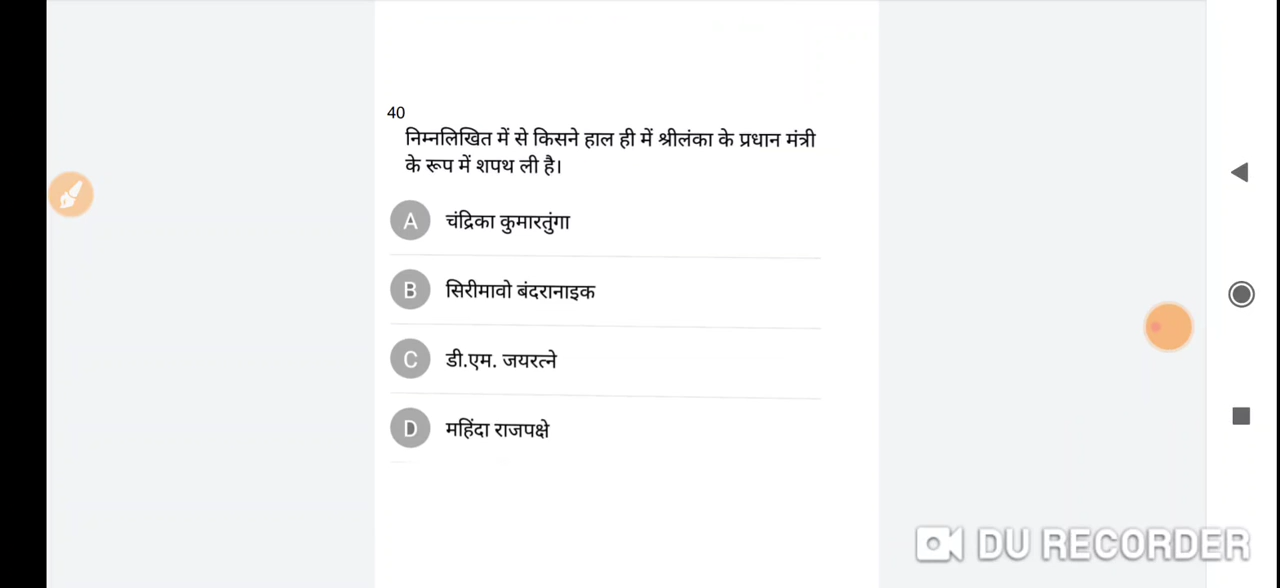 40
निम्नलिखित में से किसने हाल ही में श्रीलंका के प्रधान मंत्री
के रूप में शपथ ली है।
A चंद्रिका कुमारतुंगा
B सिरीमावो बंदरानाइक
C डी.एम. जयरत्ने
D महिंदा राजपक्षे
DU RECORDER